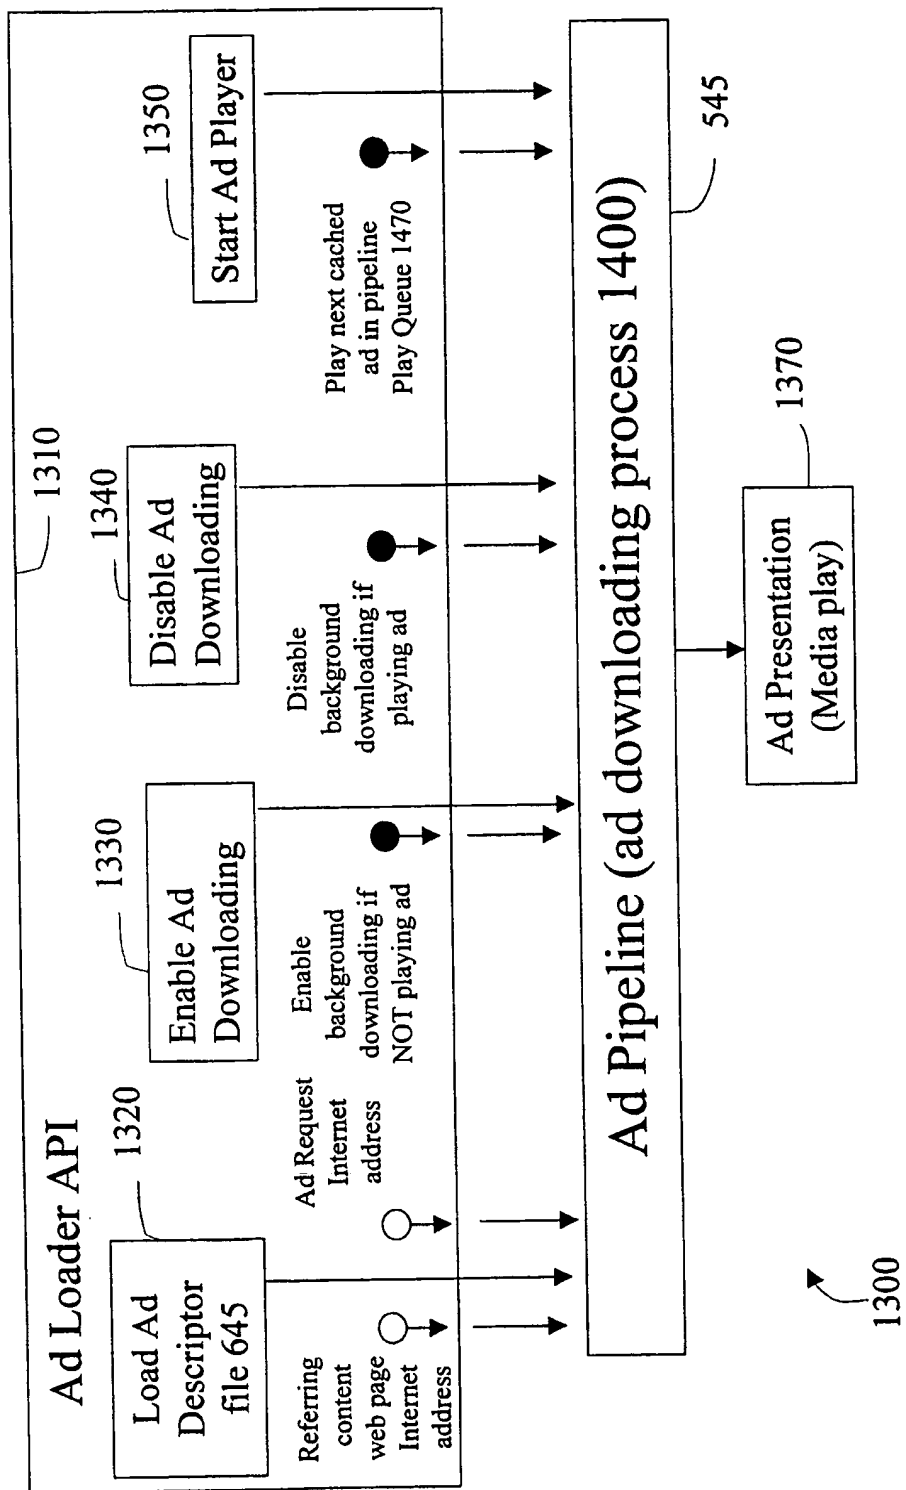 Ad Loader API
1310
1320
Load Ad
Descriptor
file 645
1330
Enable Ad
Downloading
1340
Disable Ad
Downloading
1350
Start Ad Player
Referring
content
web page
Internet
address
Ad Request
Internet
address
Enable
background
downloading if
NOT playing ad
Disable
background
downloading if
playing ad
Play next cached
ad in pipeline
Play Queue 1470
Ad Pipeline (ad downloading process 1400)
545
Ad Presentation
(Media play)
1370
1300